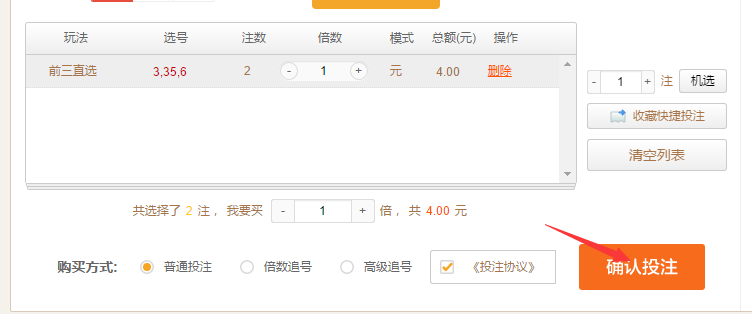 玩法 选号 注数 倍数 模式 总额(元) 操作
前三直选 3,35,6 2 - 1 + 元 4.00 删除
- 1 + 注 机选
收藏快捷投注
清空列表
共选择了 2 注， 我要买 - 1 + 倍， 共 4.00 元
购买方式: 普通投注 倍数追号 高级追号 《投注协议》 确认投注